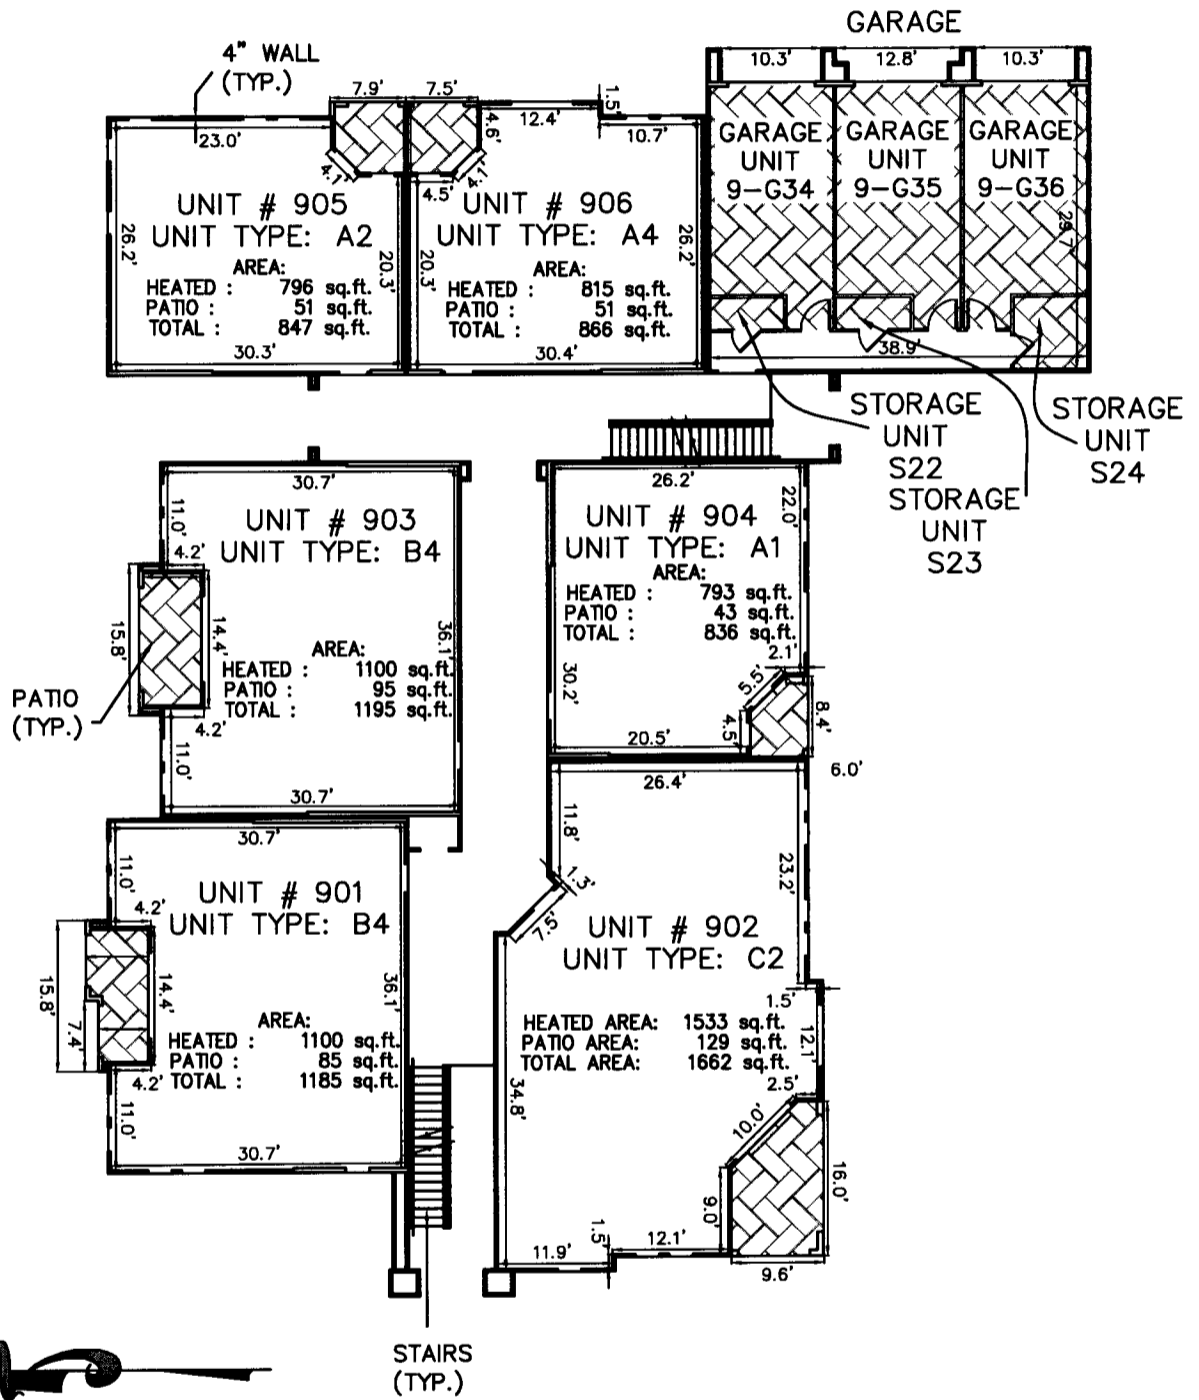 GARAGE
4" WALL
(TYP.)
10.3'
12.8'
10.3'
7.9'
7.5'
23.0'
4.1'
4.6'
4.1'
4.5'
12.4'
1.5'
10.7'
GARAGE
UNIT
9-G34
GARAGE
UNIT
9-G35
GARAGE
UNIT
9-G36
29.7'
38.9'
UNIT # 905
UNIT TYPE: A2
AREA:
HEATED : 796 sq.ft.
PATIO : 51 sq.ft.
TOTAL : 847 sq.ft.
26.2'
20.3'
30.3'
UNIT # 906
UNIT TYPE: A4
AREA:
HEATED : 815 sq.ft.
PATIO : 51 sq.ft.
TOTAL : 866 sq.ft.
20.3'
26.2'
30.4'
STORAGE
UNIT
S22
STORAGE
UNIT
S23
STORAGE
UNIT
S24
30.7'
11.0'
4.2'
UNIT # 903
UNIT TYPE: B4
15.8'
14.4'
36.1'
AREA:
HEATED : 1100 sq.ft.
PATIO : 95 sq.ft.
TOTAL : 1195 sq.ft.
PATIO
(TYP.)
4.2'
11.0'
30.7'
26.2'
22.0'
UNIT # 904
UNIT TYPE: A1
AREA:
HEATED : 793 sq.ft.
PATIO : 43 sq.ft.
TOTAL : 836 sq.ft.
30.2'
2.1'
5.5'
4.5'
8.4'
20.5'
6.0'
30.7'
11.0'
4.2'
UNIT # 901
UNIT TYPE: B4
15.8'
7.4'
14.4'
36.1'
AREA:
HEATED : 1100 sq.ft.
PATIO : 85 sq.ft.
TOTAL : 1185 sq.ft.
4.2'
11.0'
30.7'
26.4'
11.8'
23.2'
1.3'
7.5'
UNIT # 902
UNIT TYPE: C2
1.5'
12.1'
HEATED AREA: 1533 sq.ft.
PATIO AREA: 129 sq.ft.
TOTAL AREA: 1662 sq.ft.
34.8'
2.5'
10.0'
16.0'
9.0'
1.5'
11.9'
12.1'
9.6'
STAIRS
(TYP.)